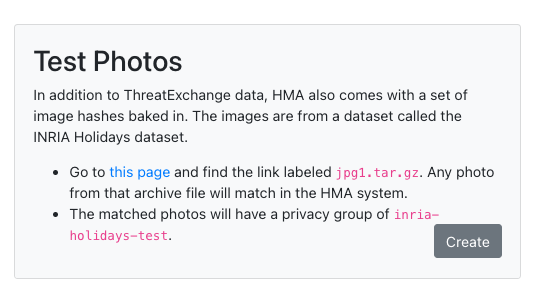 Test Photos
In addition to ThreatExchange data, HMA also comes with a set of
image hashes baked in. The images are from a dataset called the
INRIA Holidays dataset.
• Go to this page and find the link labeled jpg1.tar.gz. Any photo
from that archive file will match in the HMA system.
• The matched photos will have a privacy group of inria-
holidays-test.
Create